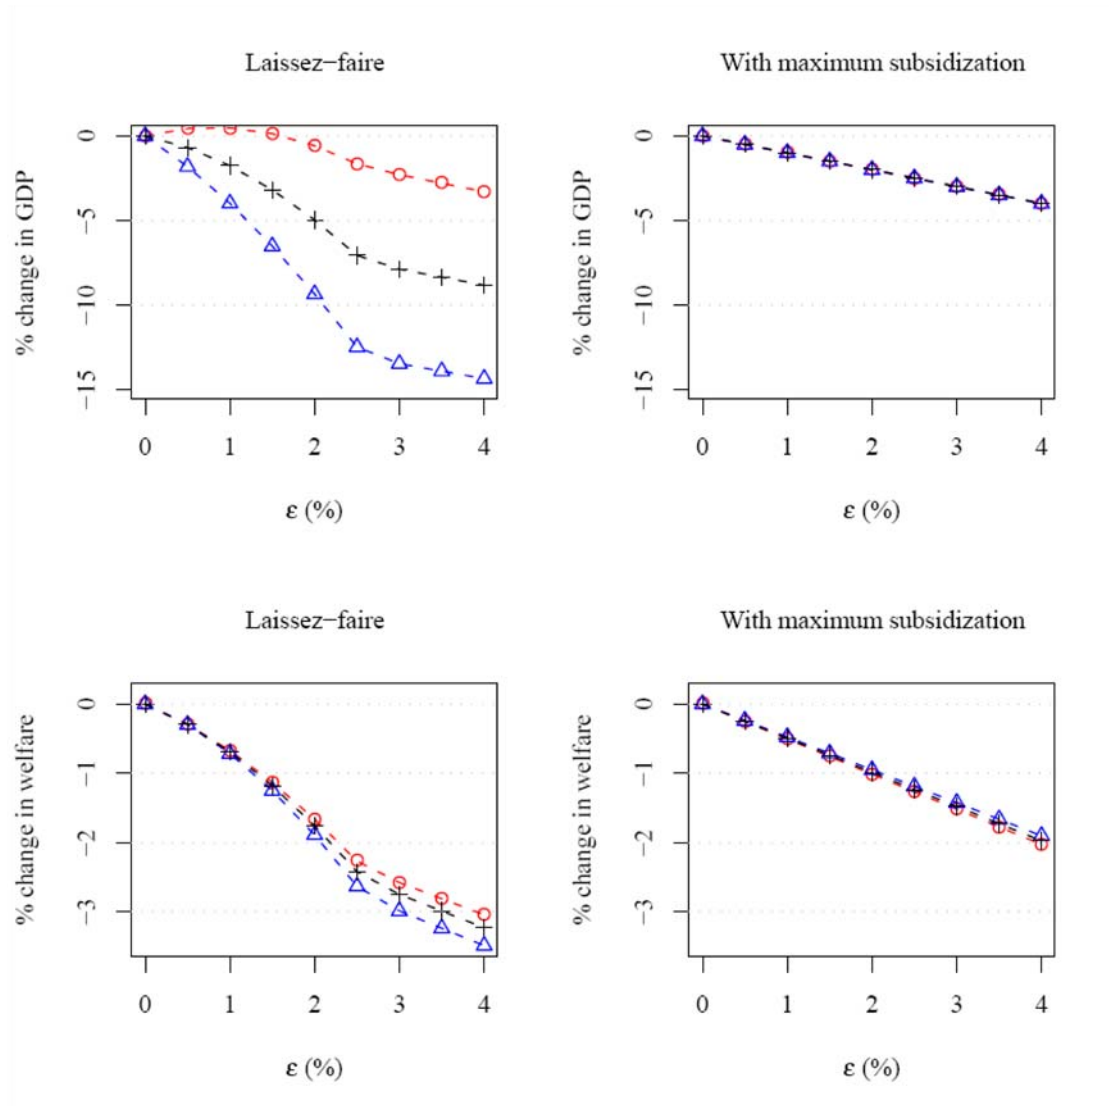 Laissez−faire
With maximum subsidization
% change in GDP
0
−5
−10
−15
0 1 2 3 4
ε (%)
% change in GDP
0
−5
−10
−15
0 1 2 3 4
ε (%)
Laissez−faire
With maximum subsidization
% change in welfare
0
−1
−2
−3
0 1 2 3 4
ε (%)
% change in welfare
0
−1
−2
−3
0 1 2 3 4
ε (%)